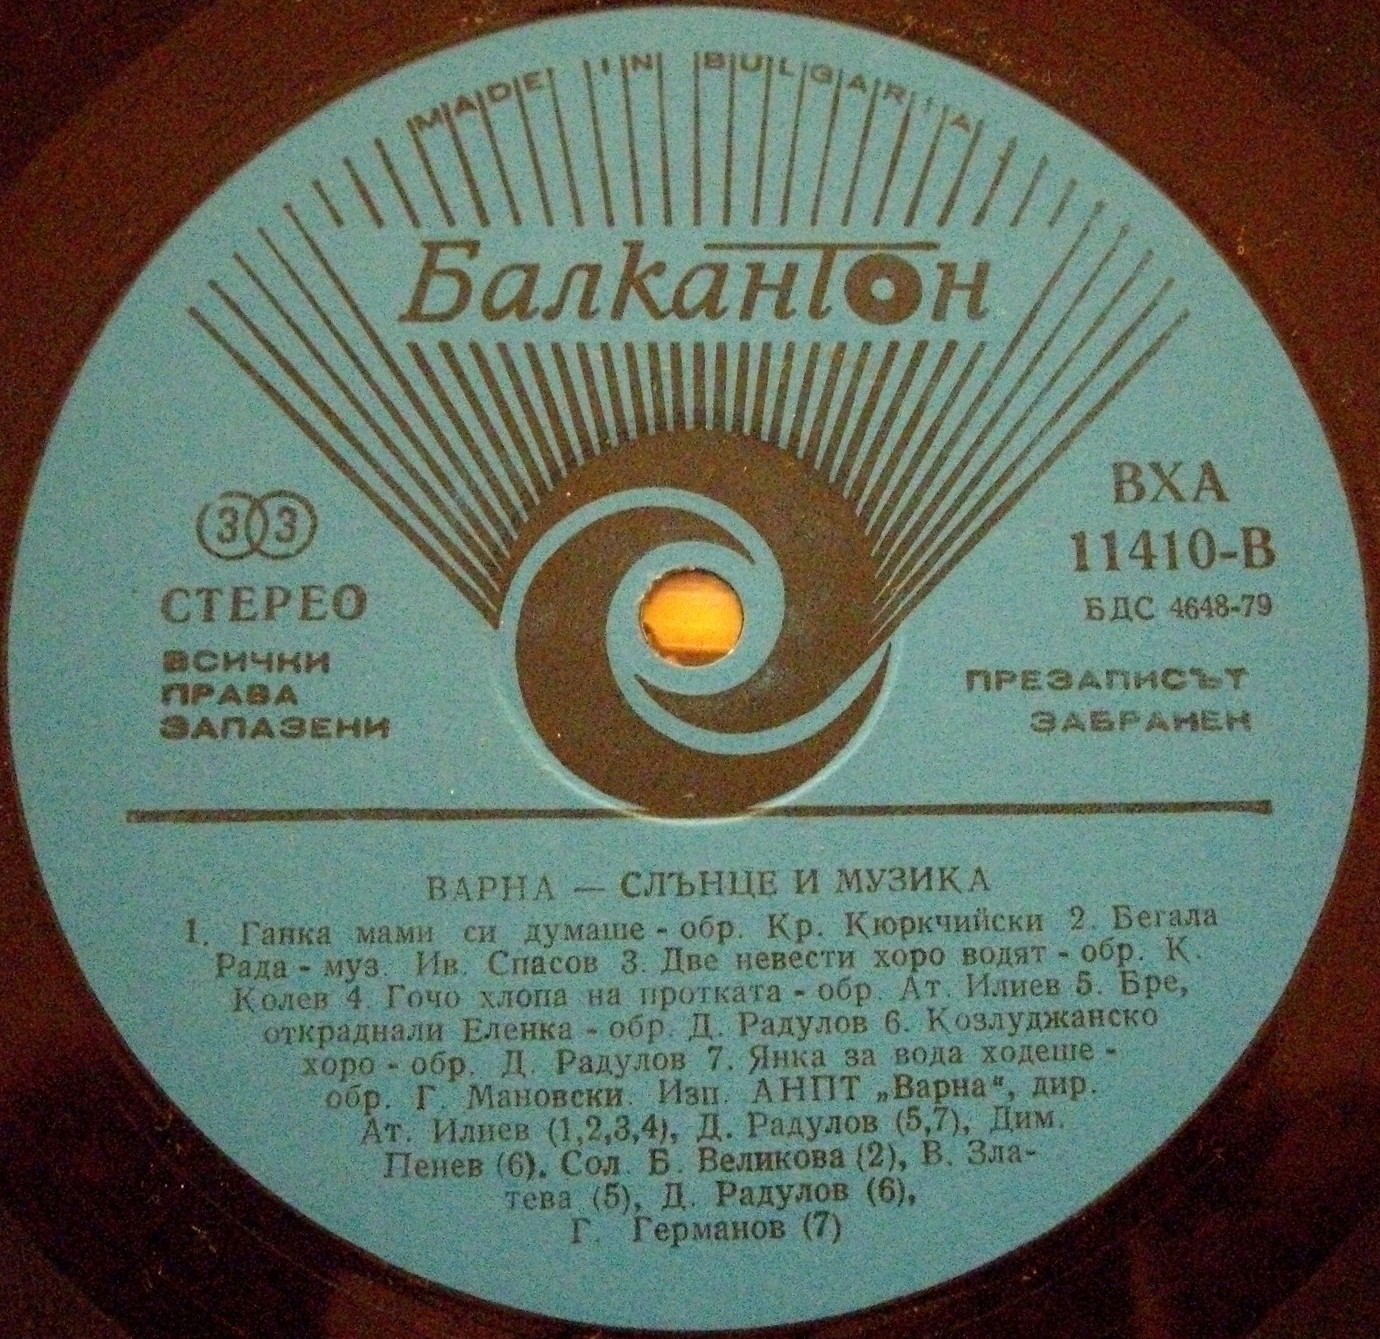 MADE IN BULGARIA
Балкантон
33
СТЕРЕО
ВСИЧКИ
ПРАВА
ЗАПАЗЕНИ
ВХА
11410-В
БДС 4648-79
ПРЕЗАПИСЪТ
ЗАБРАНЕН
ВАРНА — СЛЪНЦЕ И МУЗИКА
1. Ганка мами си думаше - обр. Кр. Кюркчийски 2. Бегала
Рада - муз. Ив. Спасов 3. Две невести хоро водят - обр. К.
Колев 4. Гочо хлопа на протката - обр. Ат. Илиев 5. Бре,
откраднали Еленка - обр. Д. Радулов 6. Козлуджанско
хоро - обр. Д. Радулов 7. Янка за вода ходеше -
обр. Г. Мановски. Изп. АНПТ „Варна“, дир.
Ат. Илиев (1,2,3,4), Д. Радулов (5,7), Дим.
Пенев (6). Сол. Б. Великова (2), В. Зла-
тева (5), Д. Радулов (6),
Г. Германов (7)